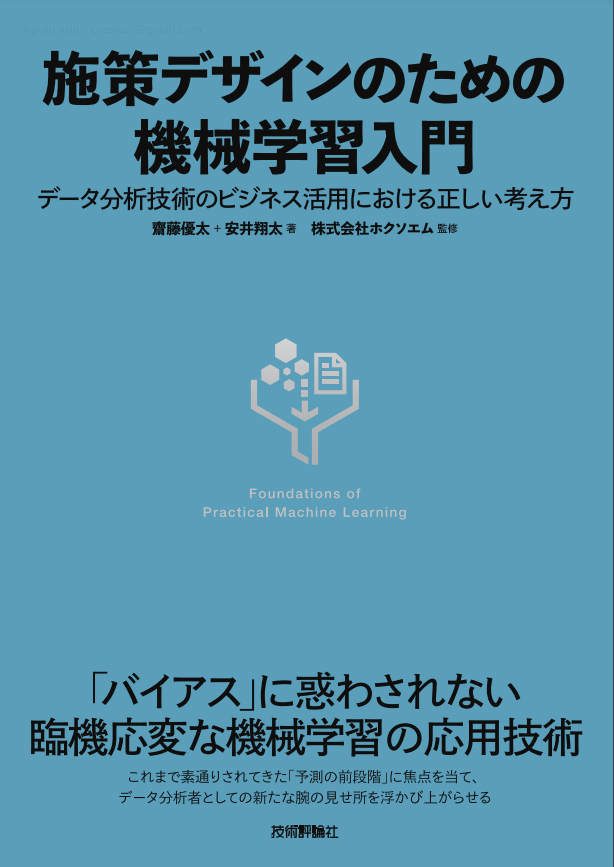 施策デザインのための
機械学習入門
データ分析技術のビジネス活用における正しい考え方
齋藤優太 + 安井翔太 著　株式会社ホクソエム 監修
Foundations of
Practical Machine Learning
「バイアス」に惑わされない
臨機応変な機械学習の応用技術
これまで素通りされてきた「予測の前段階」に焦点を当て、
データ分析者としての新たな腕の見せ所を浮かび上がらせる
技術評論社